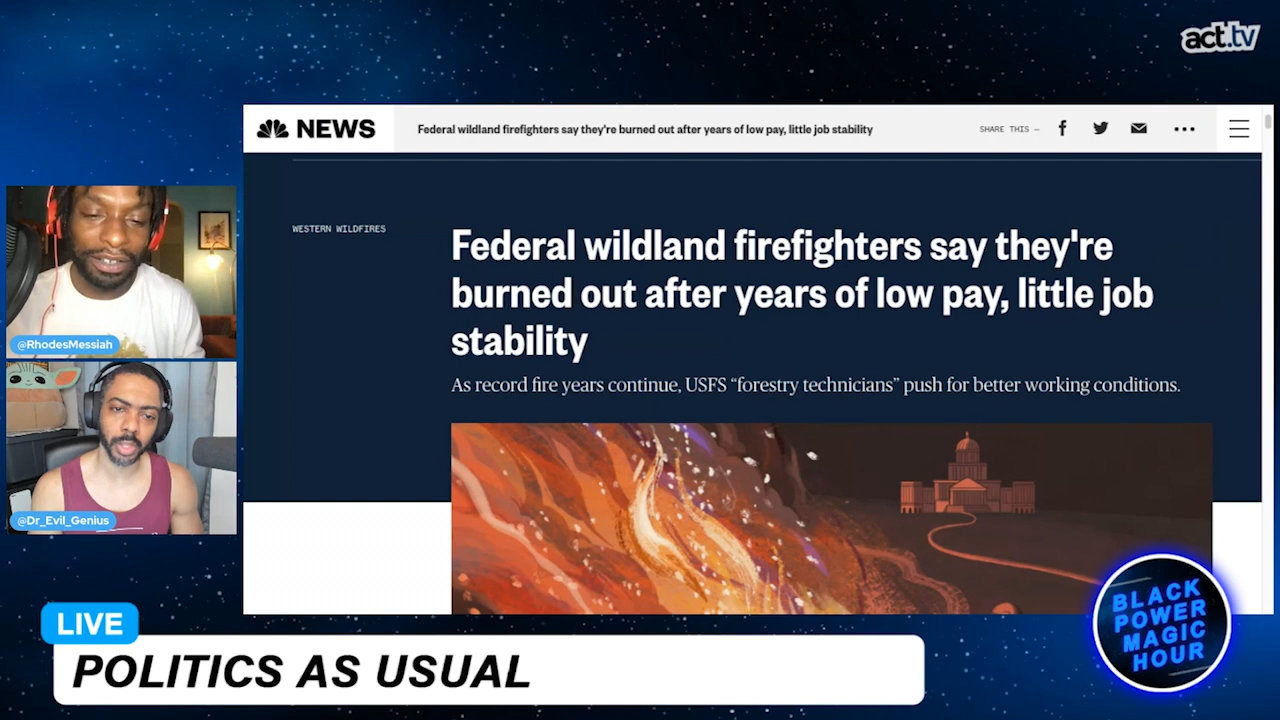 act.tv
NEWS
Federal wildland firefighters say they're burned out after years of low pay, little job stability
SHARE THIS —
WESTERN WILDFIRES
Federal wildland firefighters say they're
burned out after years of low pay, little job
stability
As record fire years continue, USFS “forestry technicians” push for better working conditions.
@RhodesMessiah
@Dr_Evil_Genius
LIVE
POLITICS AS USUAL
BLACK
POWER
MAGIC
HOUR